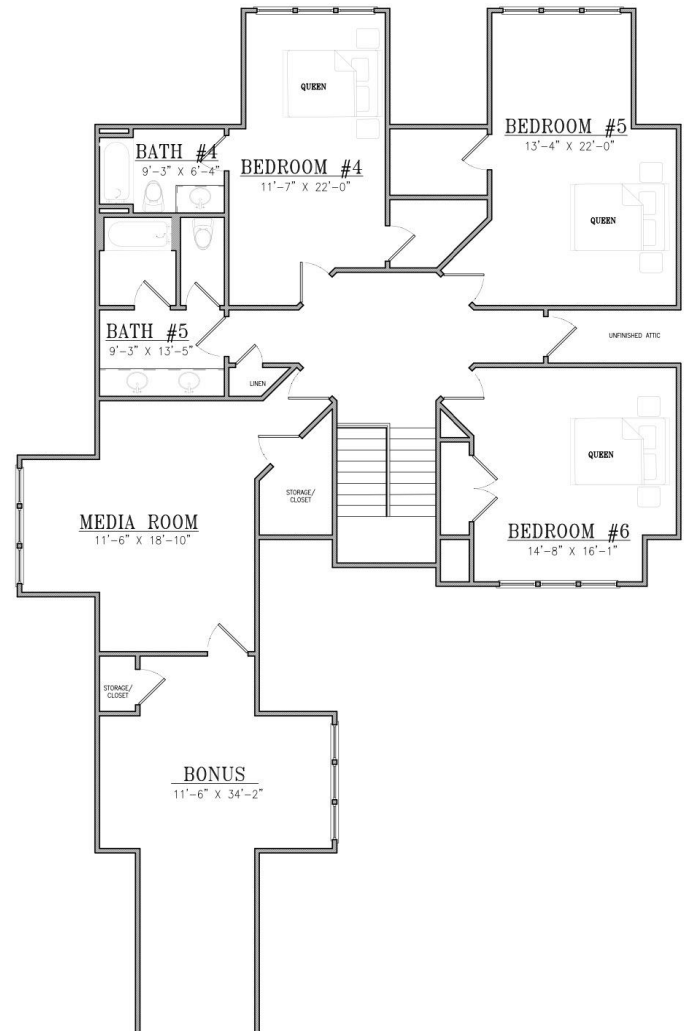 QUEEN
BEDROOM #5
13'-4" X 22'-0"
BATH #4
9'-3" X 6'-4"
BEDROOM #4
11'-7" X 22'-0"
QUEEN
BATH #5
9'-3" X 13'-5"
UNFINISHED ATTIC
LINEN
QUEEN
STORAGE/
CLOSET
MEDIA ROOM
11'-6" X 18'-10"
BEDROOM #6
14'-8" X 16'-1"
STORAGE/
CLOSET
BONUS
11'-6" X 34'-2"